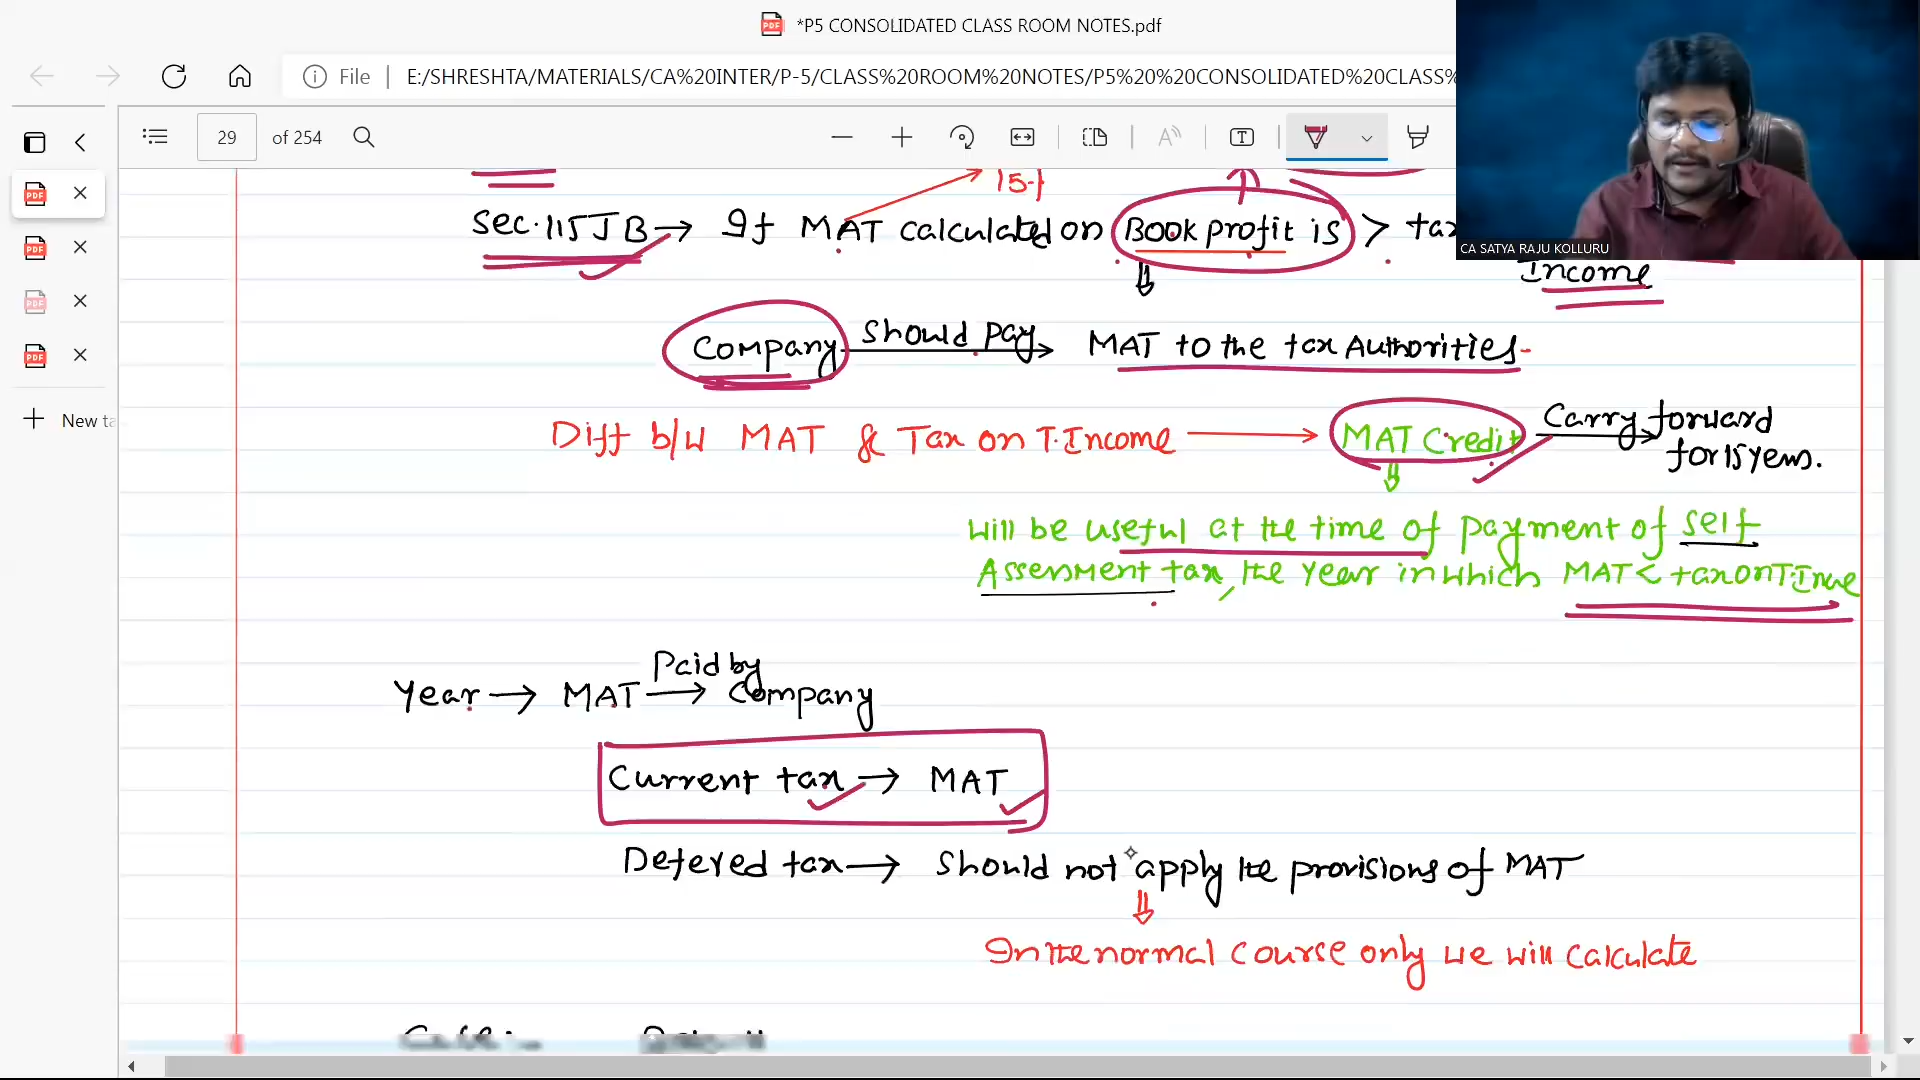 *P5 CONSOLIDATED CLASS ROOM NOTES.pdf
File E:/SHRESHTA/MATERIALS/CA%20INTER/P-5/CLASS%20ROOM%20NOTES/P5%20%20CONSOLIDATED%20CLASS%
29 of 254
New ta
CA SATYA RAJU KOLLURU
15%
Sec.115JB → If MAT calculated on Book profit is > tax
Income
Company should pay → MAT to the tax Authorities
Diff b/w MAT & Tax on T.Income → MAT Credit → Carry forward
for 15 years.
Will be useful at the time of payment of self
Assessment tax, the year in which MAT < tax on T.Income
Year → MAT → Paid by
Company
Current tax → MAT
Defered tax → Should not apply the provisions of MAT
In the normal course only we will calculate